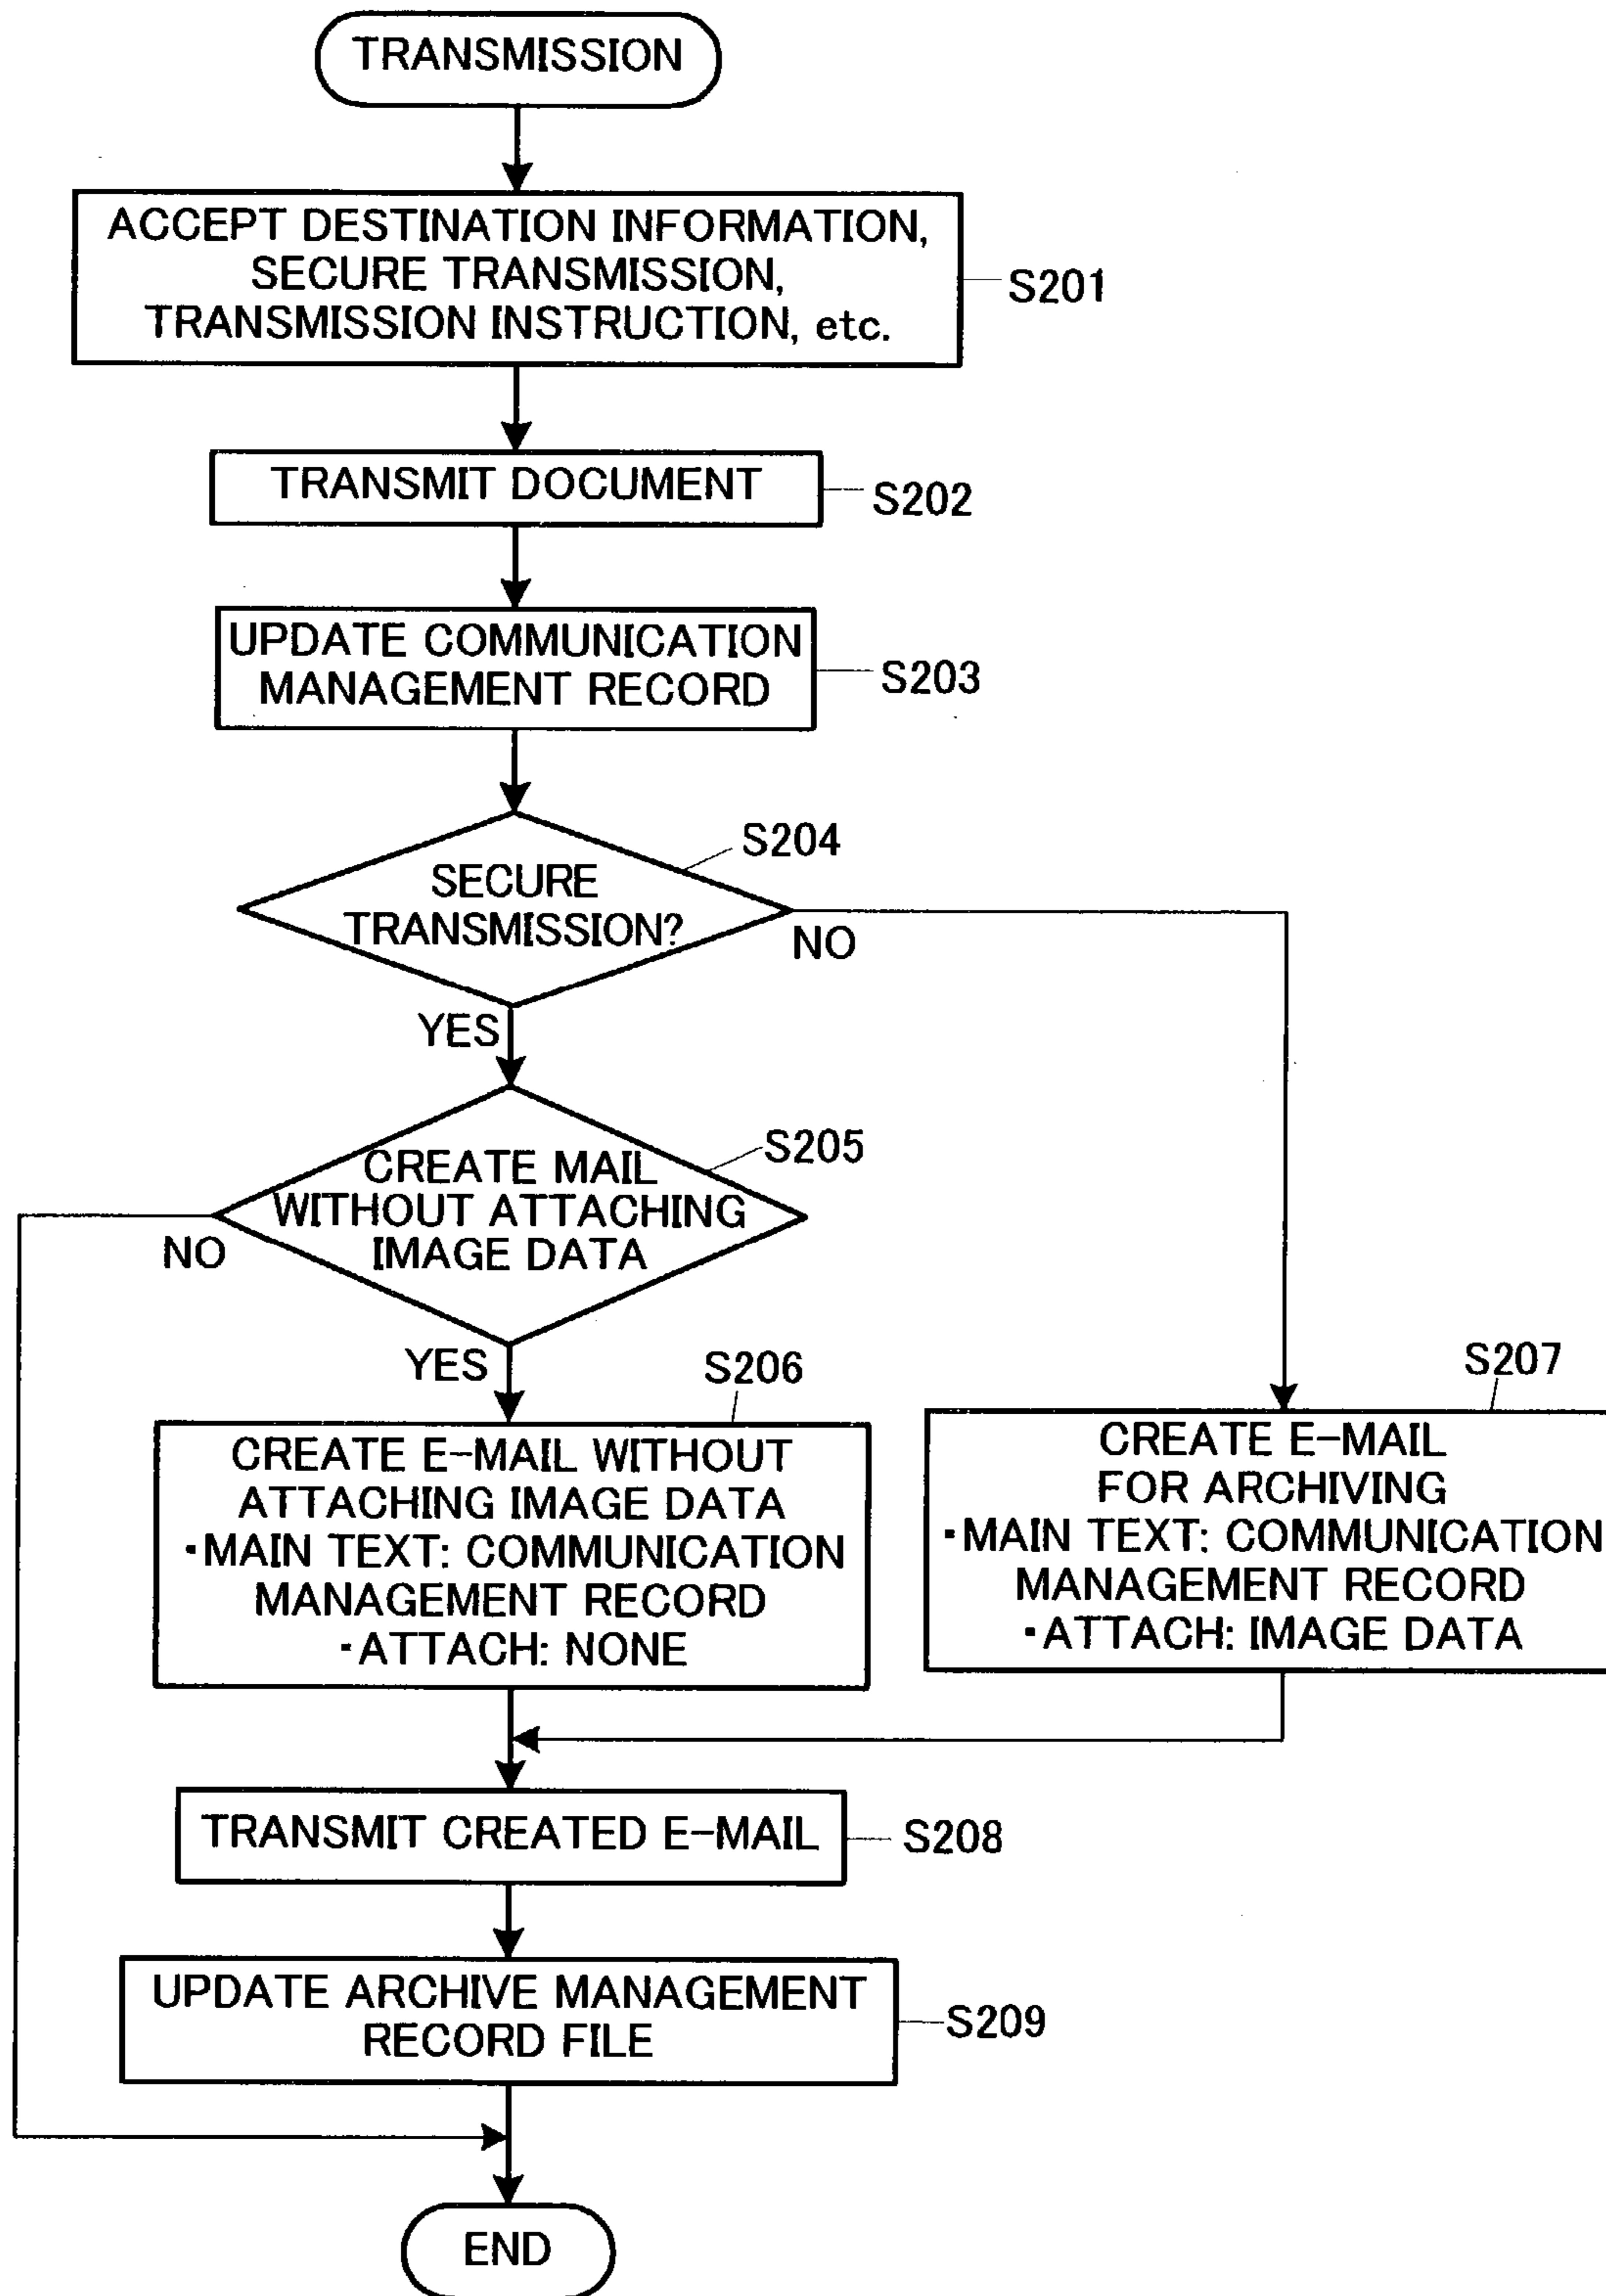 TRANSMISSION
ACCEPT DESTINATION INFORMATION,
SECURE TRANSMISSION,
TRANSMISSION INSTRUCTION, etc.
S201
TRANSMIT DOCUMENT
S202
UPDATE COMMUNICATION
MANAGEMENT RECORD
S203
S204
SECURE
TRANSMISSION?
NO
YES
S205
CREATE MAIL
WITHOUT ATTACHING
IMAGE DATA
NO
YES
S206
CREATE E-MAIL WITHOUT
ATTACHING IMAGE DATA
・MAIN TEXT: COMMUNICATION
MANAGEMENT RECORD
・ATTACH: NONE
S207
CREATE E-MAIL
FOR ARCHIVING
・MAIN TEXT: COMMUNICATION
MANAGEMENT RECORD
・ATTACH: IMAGE DATA
TRANSMIT CREATED E-MAIL
S208
UPDATE ARCHIVE MANAGEMENT
RECORD FILE
S209
END